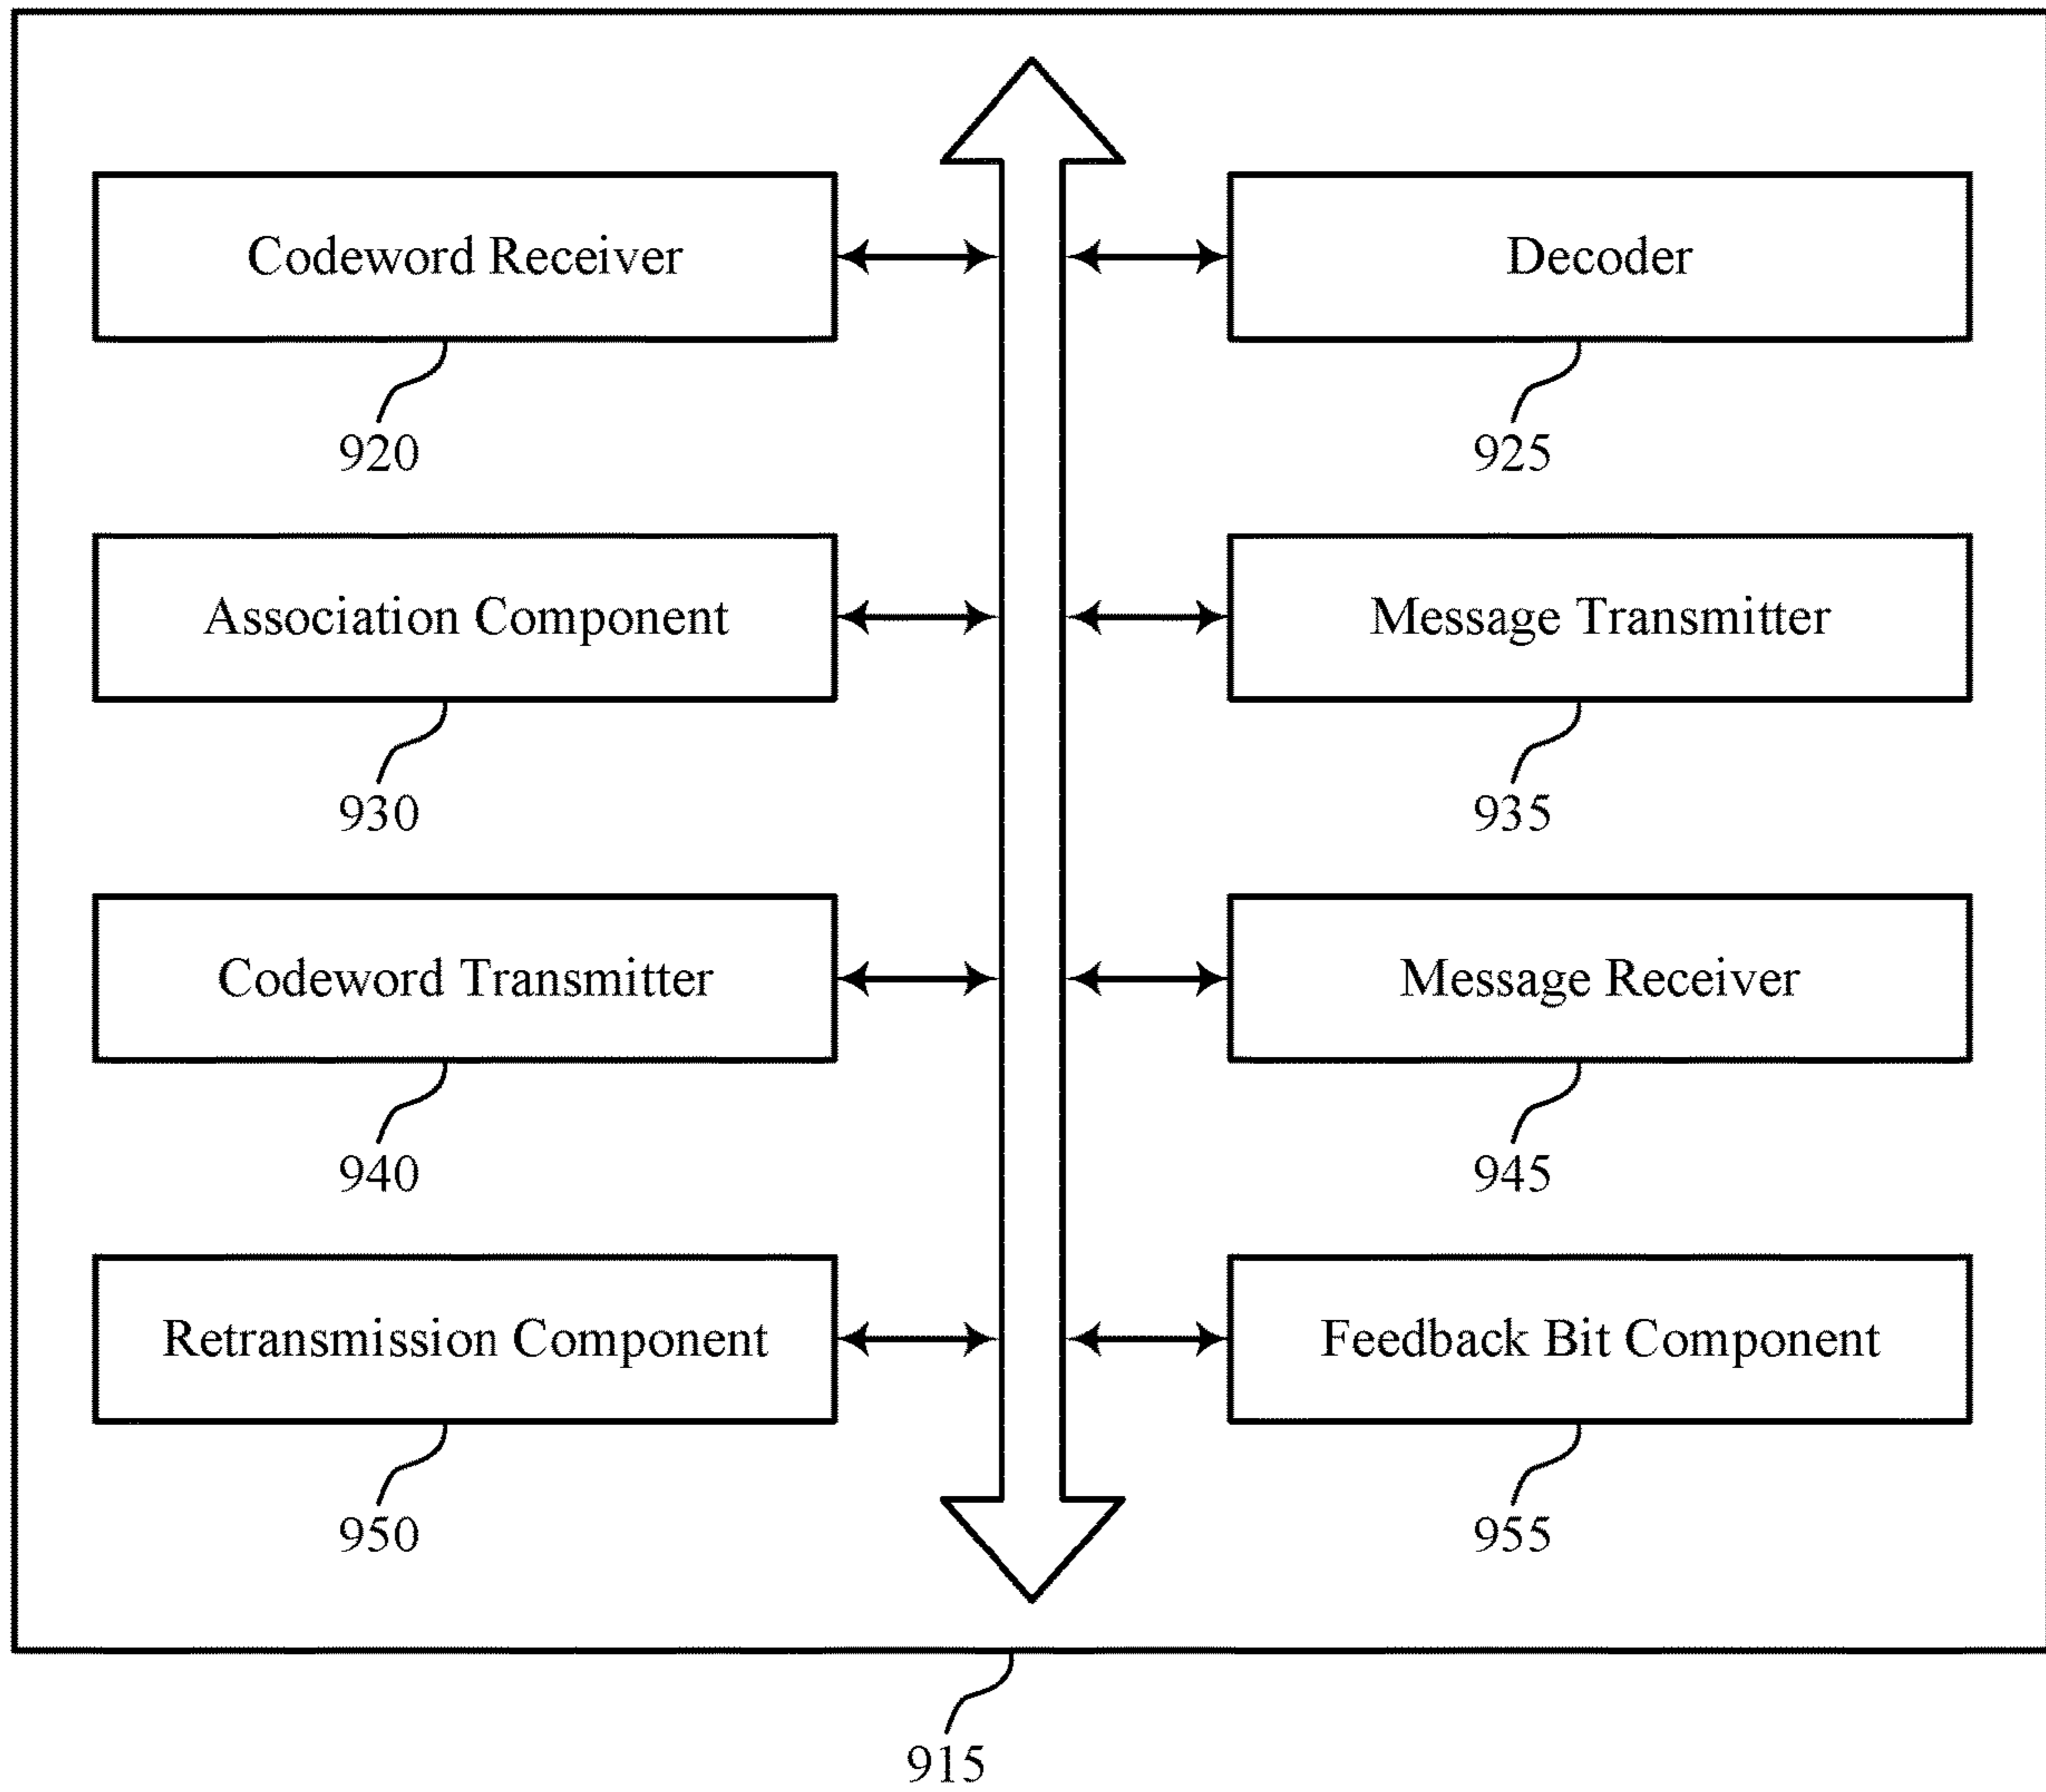 Codeword Receiver
Decoder
920
925
Association Component
Message Transmitter
930
935
Codeword Transmitter
Message Receiver
940
945
Retransmission Component
Feedback Bit Component
950
955
915